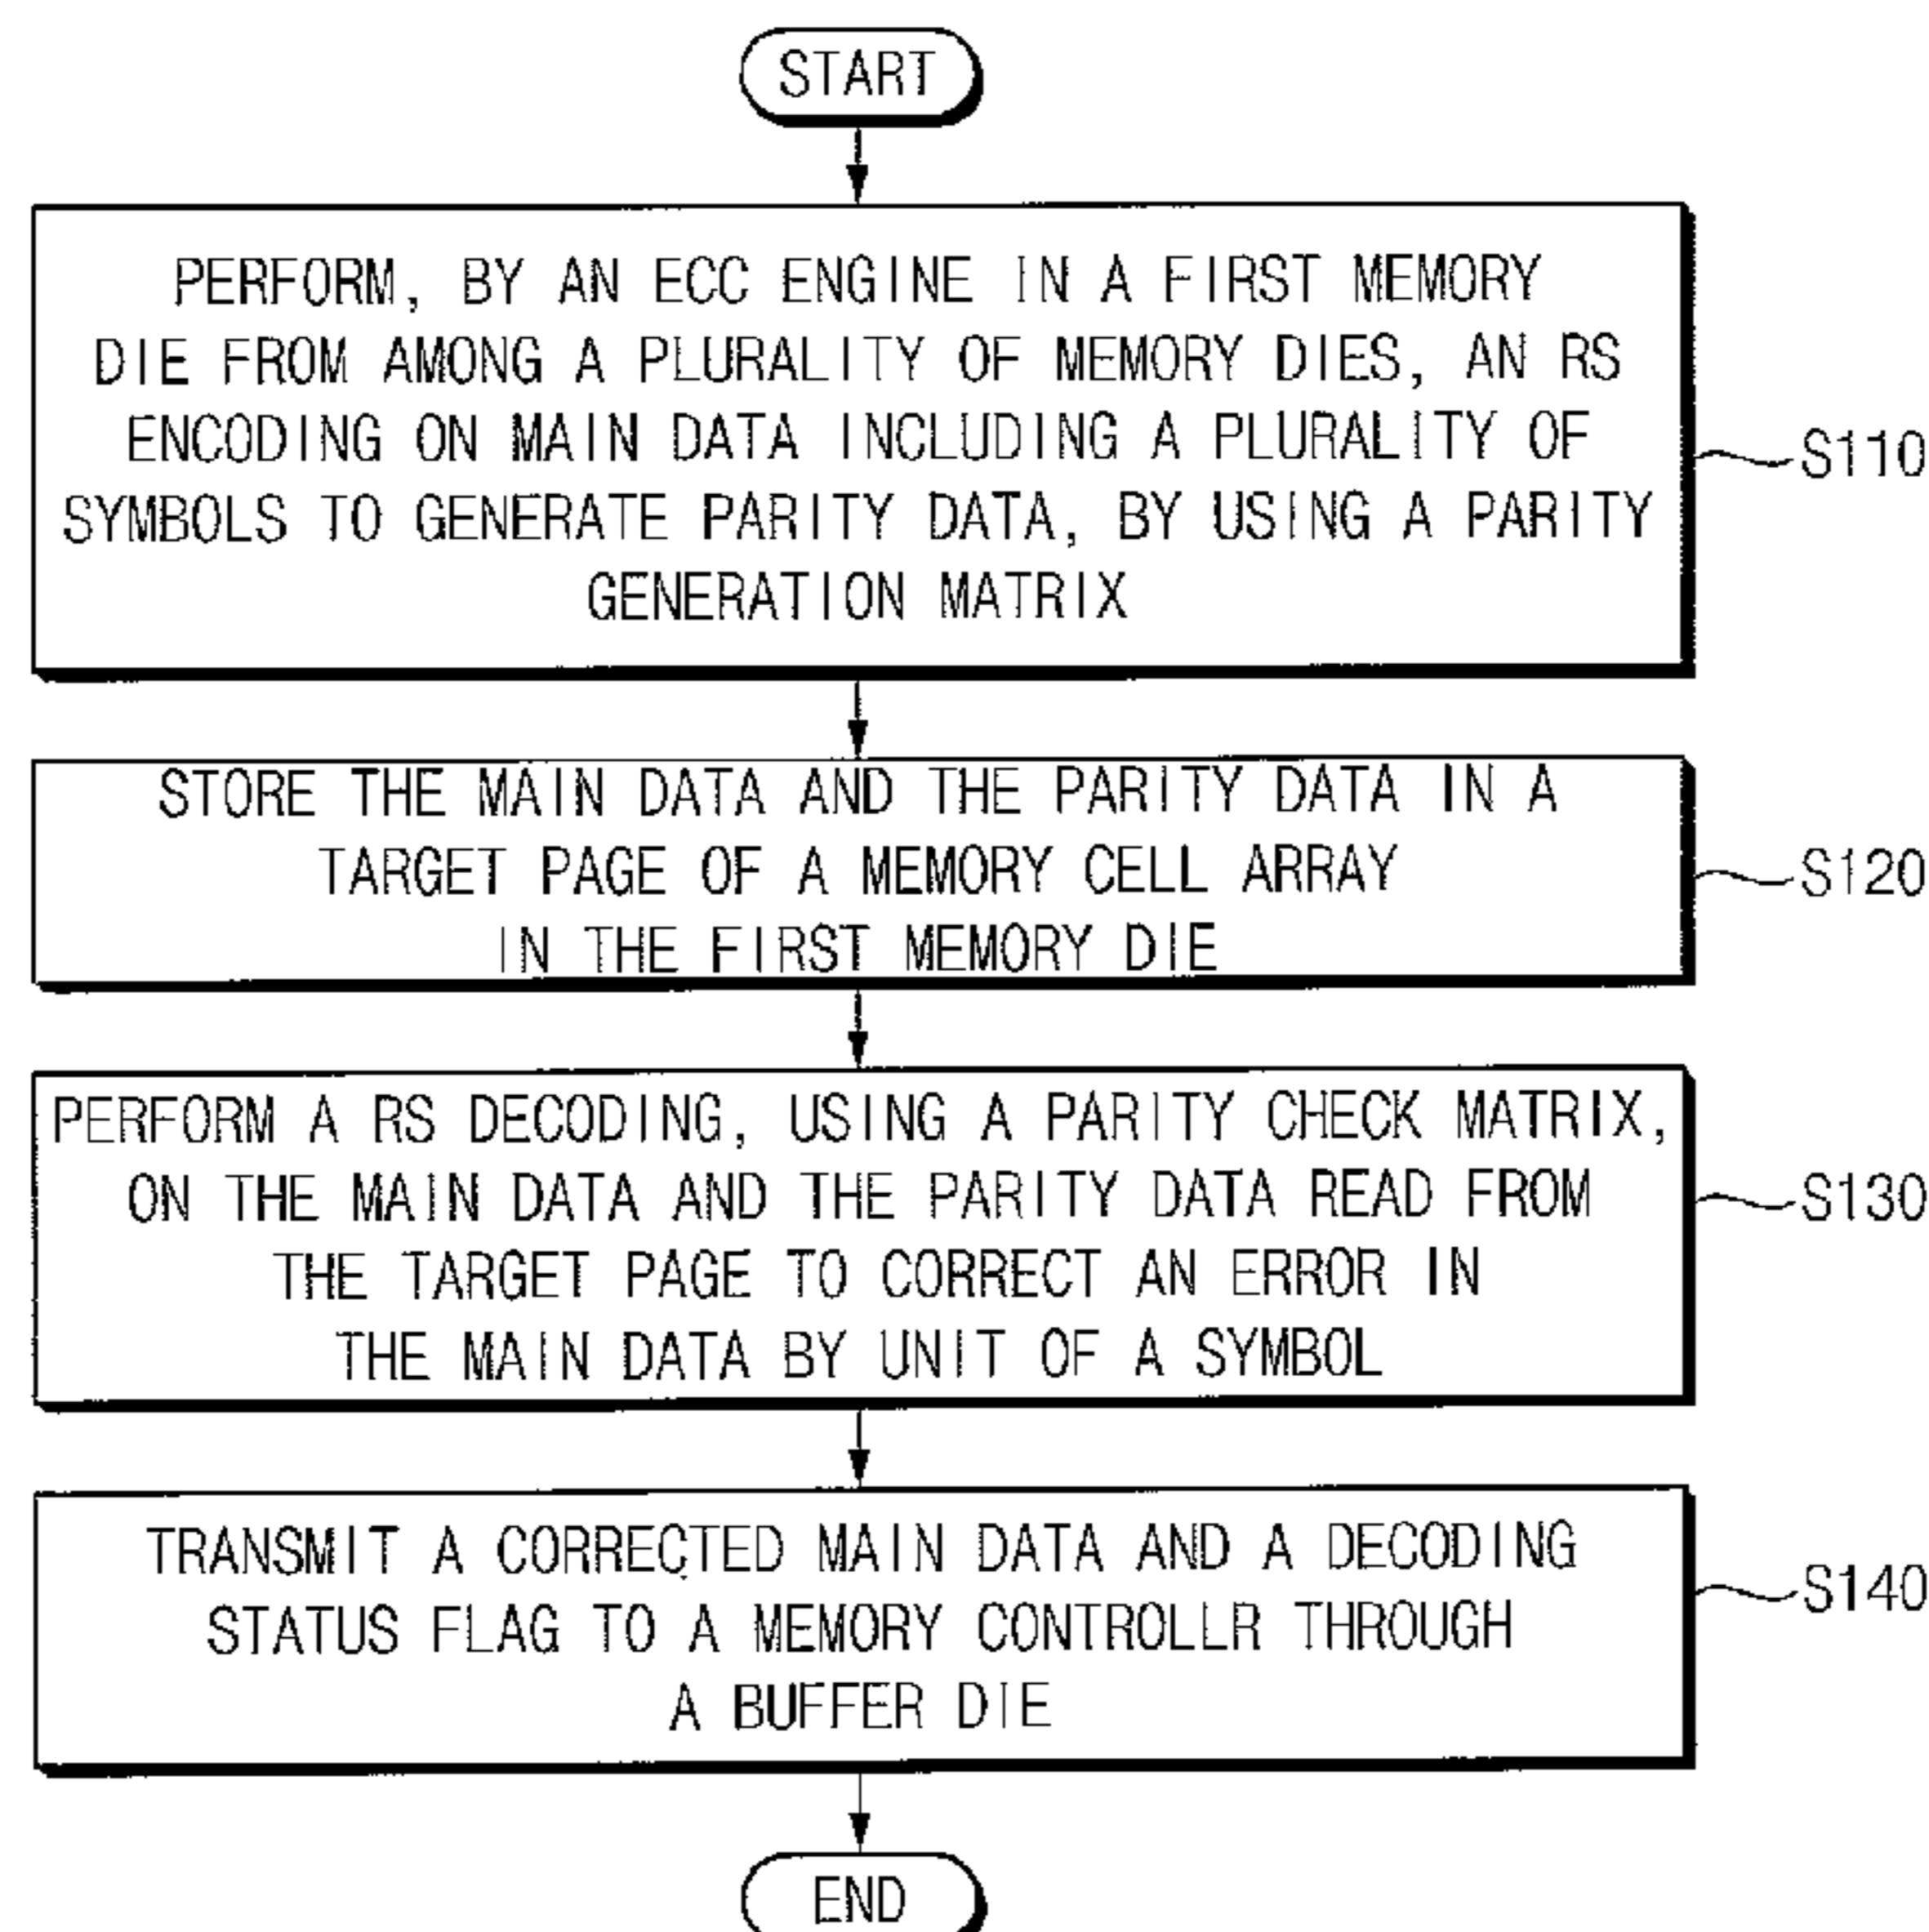 START
PERFORM, BY AN ECC ENGINE IN A FIRST MEMORY
DIE FROM AMONG A PLURALITY OF MEMORY DIES, AN RS
ENCODING ON MAIN DATA INCLUDING A PLURALITY OF
SYMBOLS TO GENERATE PARITY DATA, BY USING A PARITY
GENERATION MATRIX
S110
STORE THE MAIN DATA AND THE PARITY DATA IN A
TARGET PAGE OF A MEMORY CELL ARRAY
IN THE FIRST MEMORY DIE
S120
PERFORM A RS DECODING, USING A PARITY CHECK MATRIX,
ON THE MAIN DATA AND THE PARITY DATA READ FROM
THE TARGET PAGE TO CORRECT AN ERROR IN
THE MAIN DATA BY UNIT OF A SYMBOL
S130
TRANSMIT A CORRECTED MAIN DATA AND A DECODING
STATUS FLAG TO A MEMORY CONTROLLR THROUGH
A BUFFER DIE
S140
END